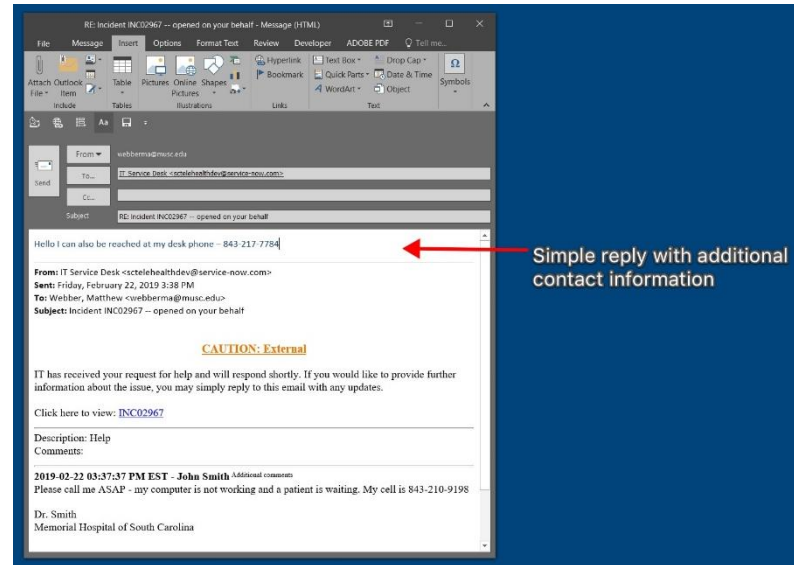 RE: Incident INC02967 -- opened on your behalf - Message (HTML)
File Message Insert Options Format Text Review Developer ADOBE PDF Tell me...
Attach File
Outlook Item
Table
Pictures
Online Pictures
Shapes
Hyperlink
Bookmark
Text Box
Quick Parts
WordArt
Drop Cap
Date & Time
Object
Ω
Symbols
Include Tables Illustrations Links Text
Aa
Send
From webberma@musc.edu
To... IT Service Desk <sctelehealthdev@service-now.com>
Cc...
Subject RE: Incident INC02967 -- opened on your behalf
Hello I can also be reached at my desk phone – 843-217-7784
Simple reply with additional
contact information
From: IT Service Desk <sctelehealthdev@service-now.com>
Sent: Friday, February 22, 2019 3:38 PM
To: Webber, Matthew <webberma@musc.edu>
Subject: Incident INC02967 -- opened on your behalf
CAUTION: External
IT has received your request for help and will respond shortly. If you would like to provide further
information about the issue, you may simply reply to this email with any updates.
Click here to view: INC02967
Description: Help
Comments:
2019-02-22 03:37:37 PM EST - John Smith Additional comments
Please call me ASAP - my computer is not working and a patient is waiting. My cell is 843-210-9198
Dr. Smith
Memorial Hospital of South Carolina